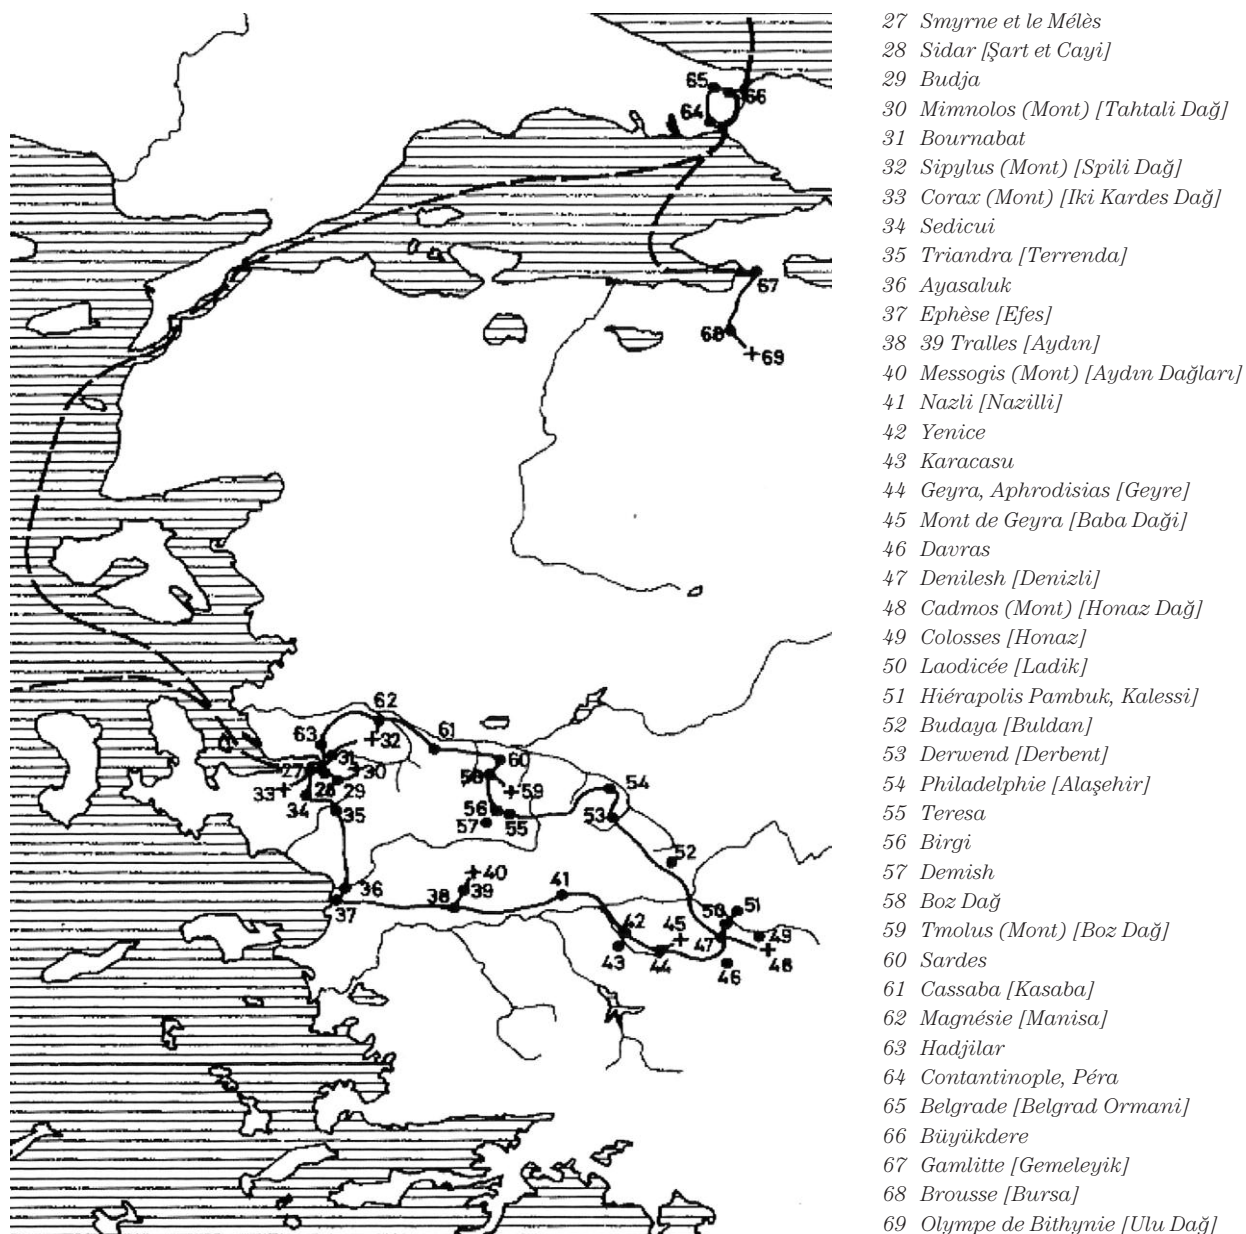 65
66
64
67
68
69
62
63
61
31
32
27
30
60
58
33
28
29
59
54
34
35
56
53
57
55
52
36
40
41
39
37
38
51
50
42
45
49
43
47
44
48
46
27 Smyrne et le Mélès
28 Sidar [Şart et Cayi]
29 Budja
30 Mimnolos (Mont) [Tahtali Dağ]
31 Bournabat
32 Sipylus (Mont) [Spili Dağ]
33 Corax (Mont) [Iki Kardes Dağ]
34 Sedicui
35 Triandra [Terrenda]
36 Ayasaluk
37 Ephèse [Efes]
38 39 Tralles [Aydın]
40 Messogis (Mont) [Aydın Dağları]
41 Nazli [Nazilli]
42 Yenice
43 Karacasu
44 Geyra, Aphrodisias [Geyre]
45 Mont de Geyra [Baba Daği]
46 Davras
47 Denilesh [Denizli]
48 Cadmos (Mont) [Honaz Dağ]
49 Colosses [Honaz]
50 Laodicée [Ladik]
51 Hiérapolis Pambuk, Kalessi]
52 Budaya [Buldan]
53 Derwend [Derbent]
54 Philadelphie [Alaşehir]
55 Teresa
56 Birgi
57 Demish
58 Boz Dağ
59 Tmolus (Mont) [Boz Dağ]
60 Sardes
61 Cassaba [Kasaba]
62 Magnésie [Manisa]
63 Hadjilar
64 Contantinople, Péra
65 Belgrade [Belgrad Ormani]
66 Büyükdere
67 Gamlitte [Gemeleyik]
68 Brousse [Bursa]
69 Olympe de Bithynie [Ulu Dağ]